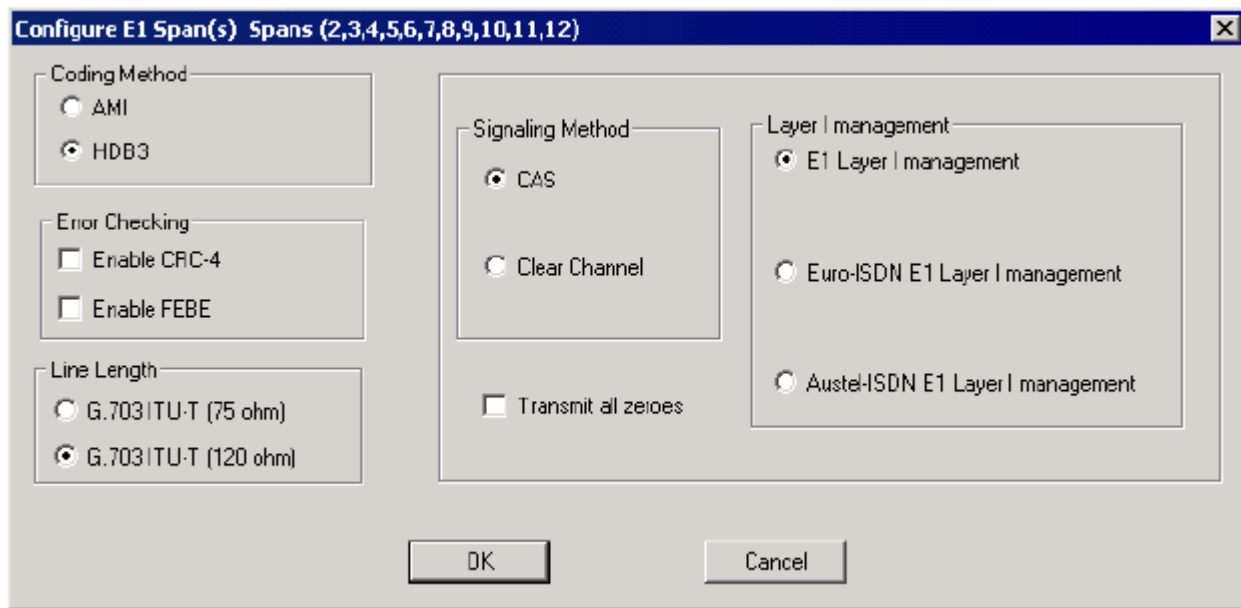 Configure E1 Span(s) Spans (2,3,4,5,6,7,8,9,10,11,12)
Coding Method
AMI
HDB3
Error Checking
Enable CRC-4
Enable FEBE
Line Length
G.703 ITU-T (75 ohm)
G.703 ITU-T (120 ohm)
Signaling Method
CAS
Clear Channel
Transmit all zeroes
Layer I management
E1 Layer I management
Euro-ISDN E1 Layer I management
Austel-ISDN E1 Layer I management
OK
Cancel